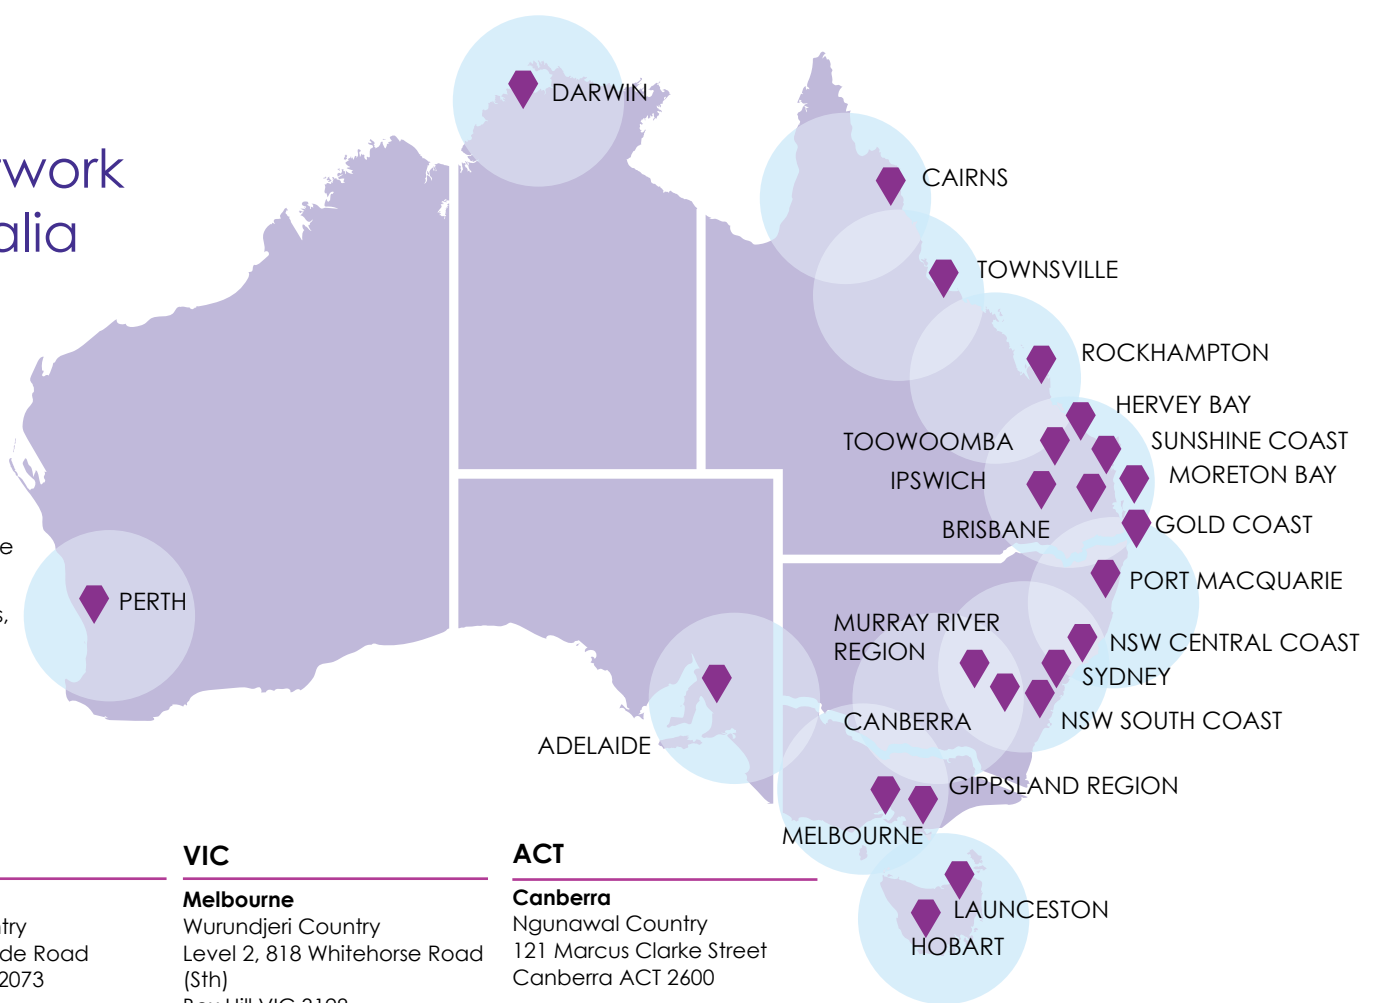 work
alia
e
s,
DARWIN
CAIRNS
TOWNSVILLE
ROCKHAMPTON
HERVEY BAY
TOOWOOMBA
SUNSHINE COAST
IPSWICH
MORETON BAY
BRISBANE
GOLD COAST
PORT MACQUARIE
PERTH
MURRAY RIVER
REGION
NSW CENTRAL COAST
SYDNEY
CANBERRA
NSW SOUTH COAST
ADELAIDE
GIPPSLAND REGION
MELBOURNE
LAUNCESTON
HOBART
try
de Road
2073
VIC
Melbourne
Wurundjeri Country
Level 2, 818 Whitehorse Road
(Sth)
ACT
Canberra
Ngunawal Country
121 Marcus Clarke Street
Canberra ACT 2600